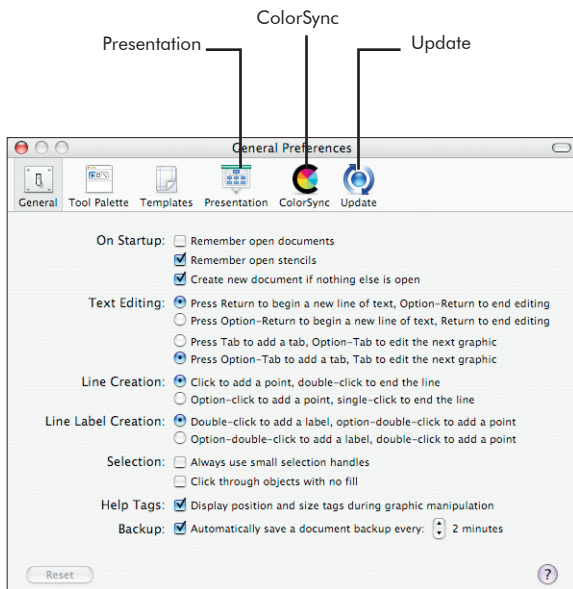 ColorSync
Presentation
Update
General Preferences
General Tool Palette Templates Presentation ColorSync Update
On Startup: Remember open documents
Remember open stencils
Create new document if nothing else is open
Text Editing: Press Return to begin a new line of text, Option-Return to end editing
Press Option-Return to begin a new line of text, Return to end editing
Press Tab to add a tab, Option-Tab to edit the next graphic
Press Option-Tab to add a tab, Tab to edit the next graphic
Line Creation: Click to add a point, double-click to end the line
Option-click to add a point, single-click to end the line
Line Label Creation: Double-click to add a label, option-double-click to add a point
Option-double-click to add a label, double-click to add a point
Selection: Always use small selection handles
Click through objects with no fill
Help Tags: Display position and size tags during graphic manipulation
Backup: Automatically save a document backup every: 2 minutes
Reset ?